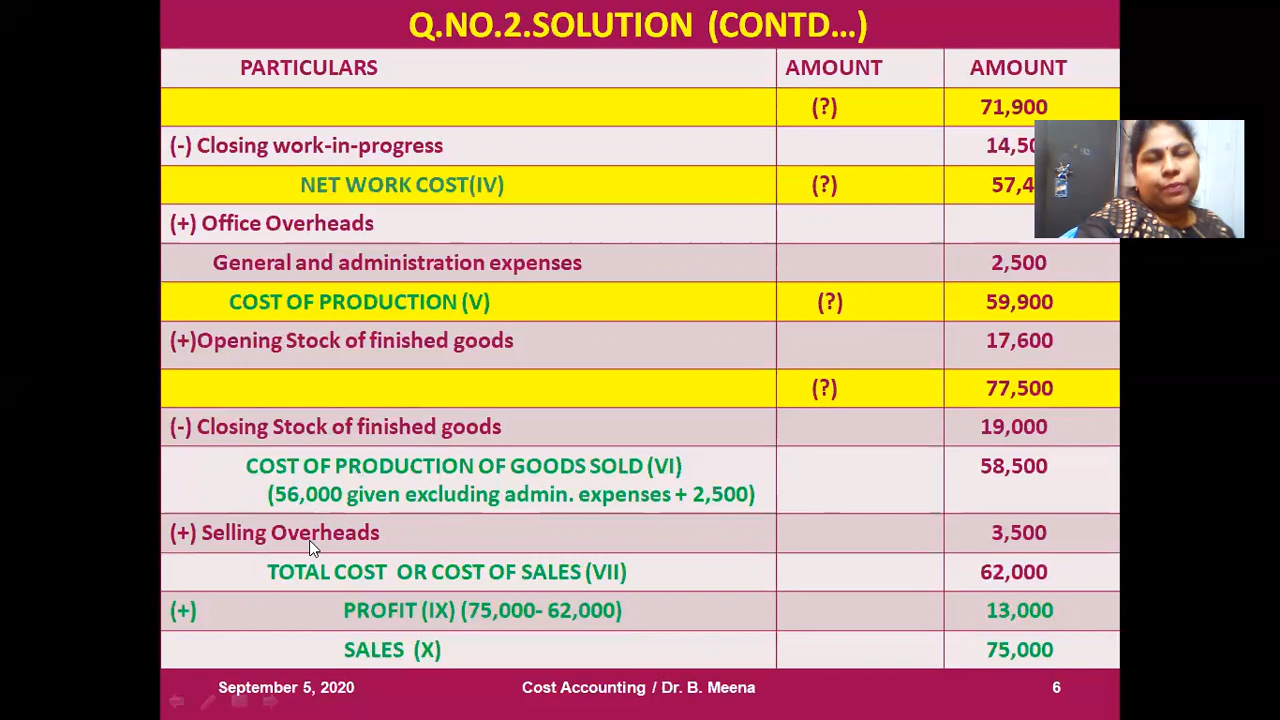 Q.NO.2.SOLUTION (CONTD…)
PARTICULARS AMOUNT AMOUNT
(?) 71,900
(-) Closing work-in-progress
NET WORK COST(IV) (?)
(+) Office Overheads
General and administration expenses 2,500
COST OF PRODUCTION (V) (?) 59,900
(+)Opening Stock of finished goods 17,600
(?) 77,500
(-) Closing Stock of finished goods 19,000
COST OF PRODUCTION OF GOODS SOLD (VI) 58,500
(56,000 given excluding admin. expenses + 2,500)
(+) Selling Overheads 3,500
TOTAL COST OR COST OF SALES (VII) 62,000
(+) PROFIT (IX) (75,000- 62,000) 13,000
SALES (X) 75,000
September 5, 2020 Cost Accounting / Dr. B. Meena 6